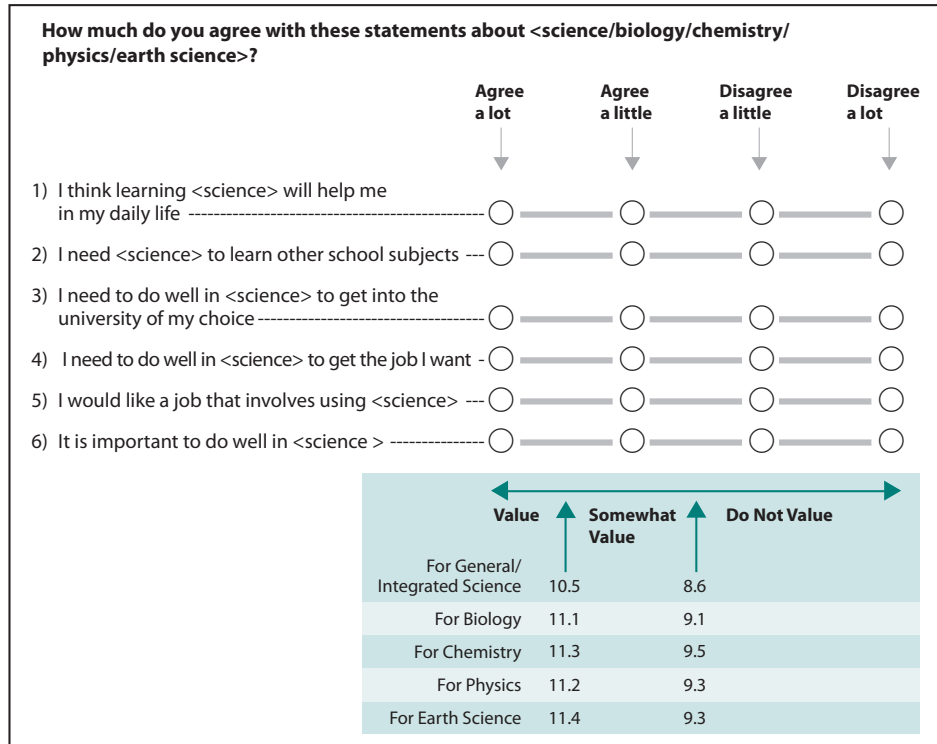 How much do you agree with these statements about <science/biology/chemistry/
physics/earth science>?
Agree a lot Agree a little Disagree a little Disagree a lot
1) I think learning <science> will help me
in my daily life
2) I need <science> to learn other school subjects
3) I need to do well in <science> to get into the
university of my choice
4) I need to do well in <science> to get the job I want
5) I would like a job that involves using <science>
6) It is important to do well in <science >
Value Somewhat Value Do Not Value
For General/
Integrated Science 10.5 8.6
For Biology 11.1 9.1
For Chemistry 11.3 9.5
For Physics 11.2 9.3
For Earth Science 11.4 9.3